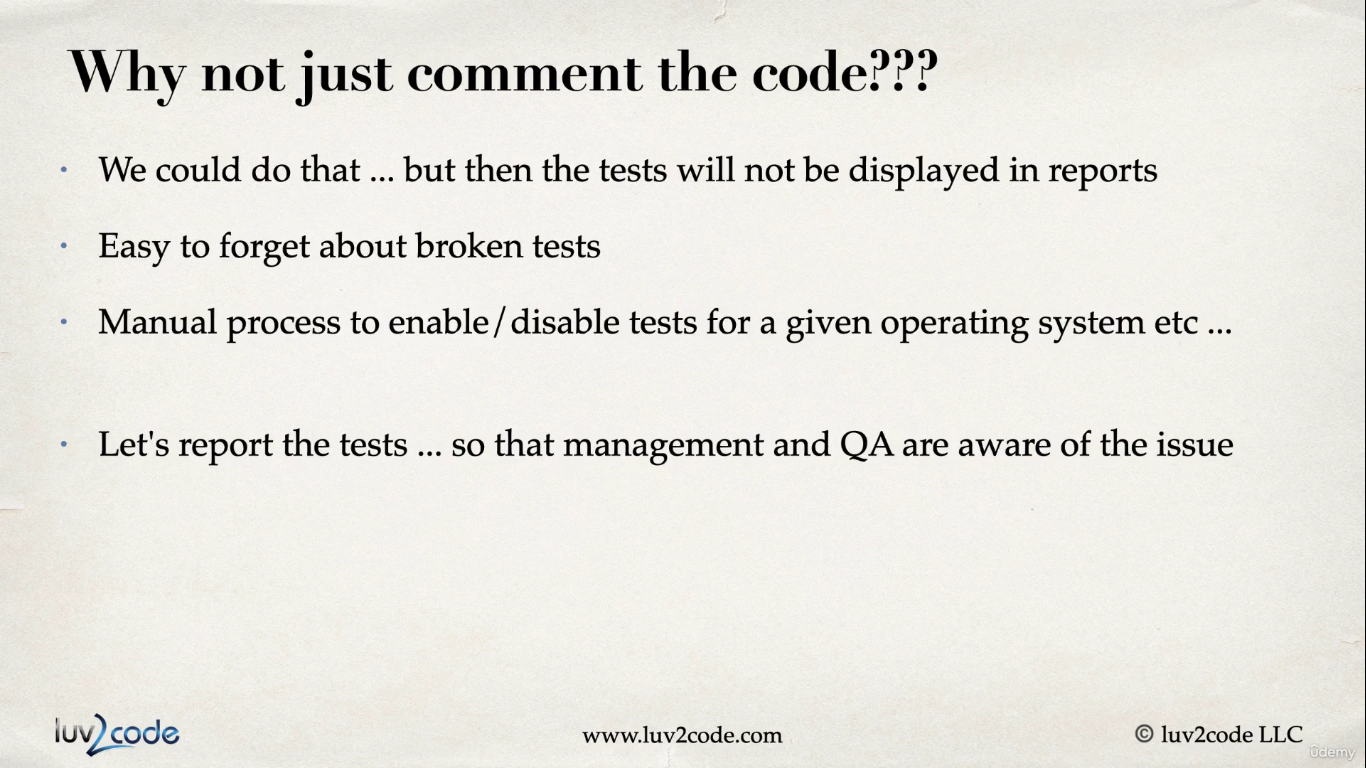 Why not just comment the code???
• We could do that ... but then the tests will not be displayed in reports
• Easy to forget about broken tests
• Manual process to enable/disable tests for a given operating system etc ...
• Let's report the tests ... so that management and QA are aware of the issue
luv2code
www.luv2code.com
© luv2code LLC
ûdemy